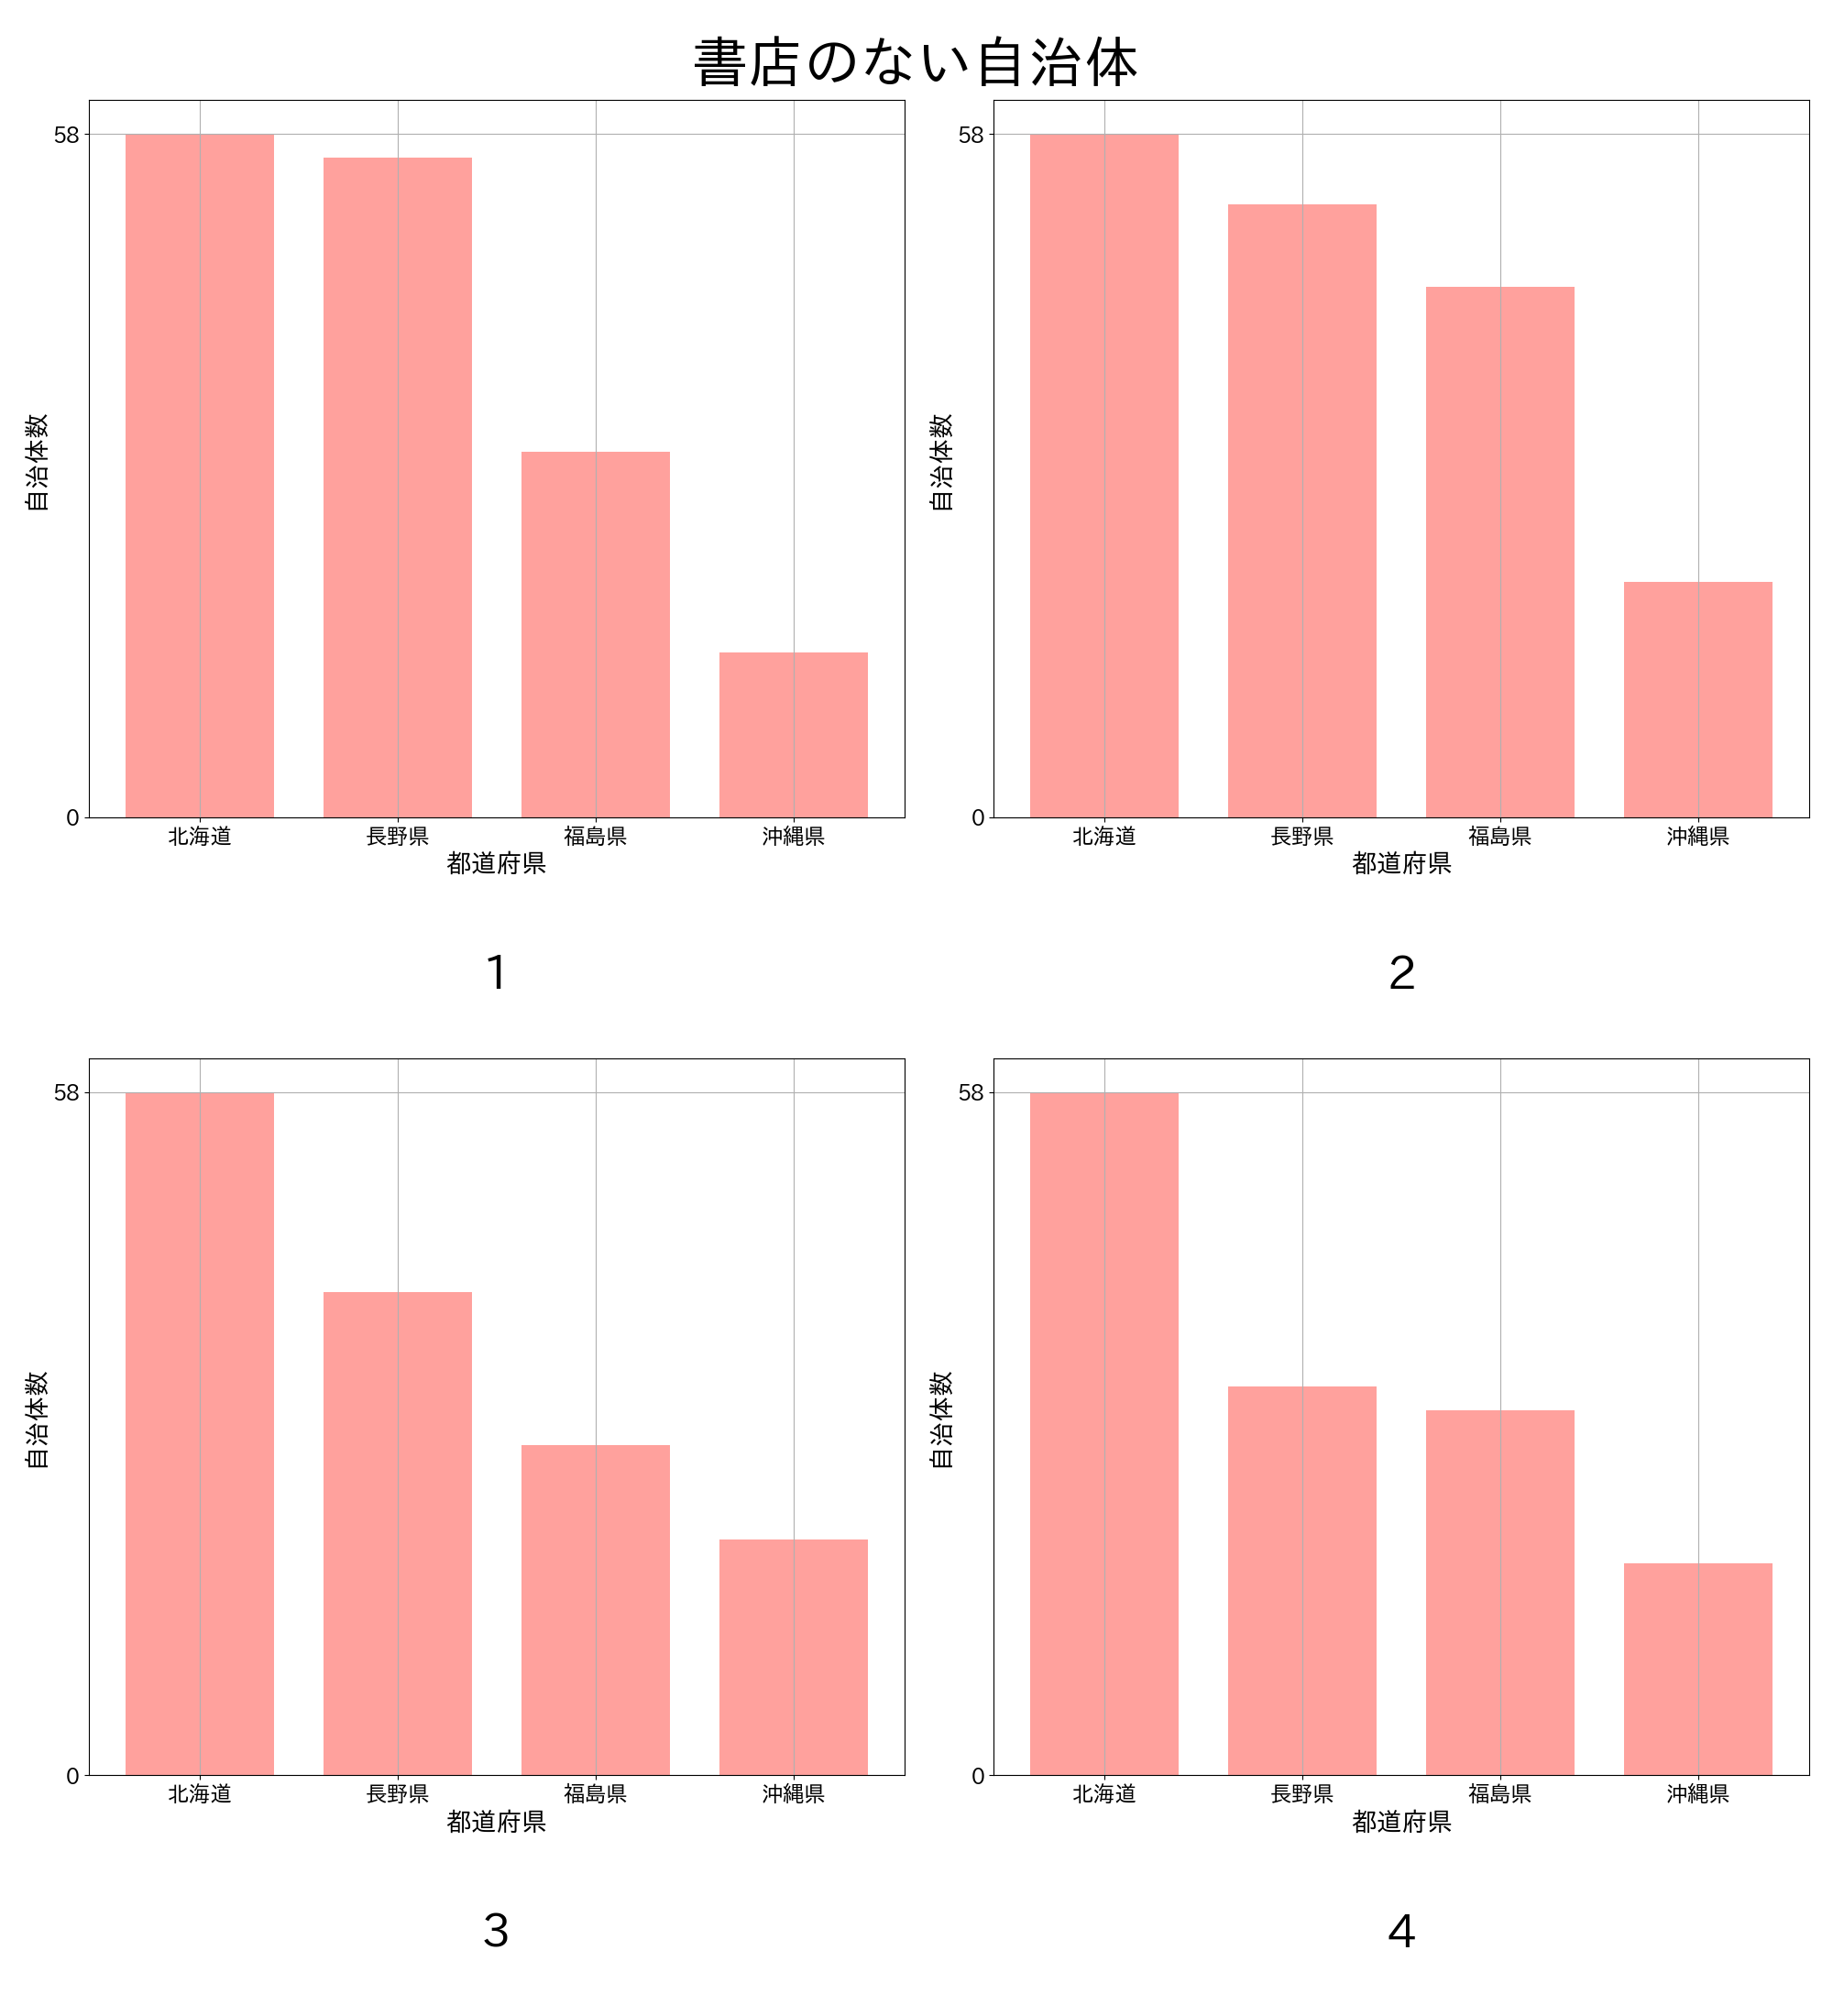 書店のない自治体
58
0
自治体数
北海道 長野県 福島県 沖縄県
都道府県
1
58
0
自治体数
北海道 長野県 福島県 沖縄県
都道府県
2
58
0
自治体数
北海道 長野県 福島県 沖縄県
都道府県
3
58
0
自治体数
北海道 長野県 福島県 沖縄県
都道府県
4